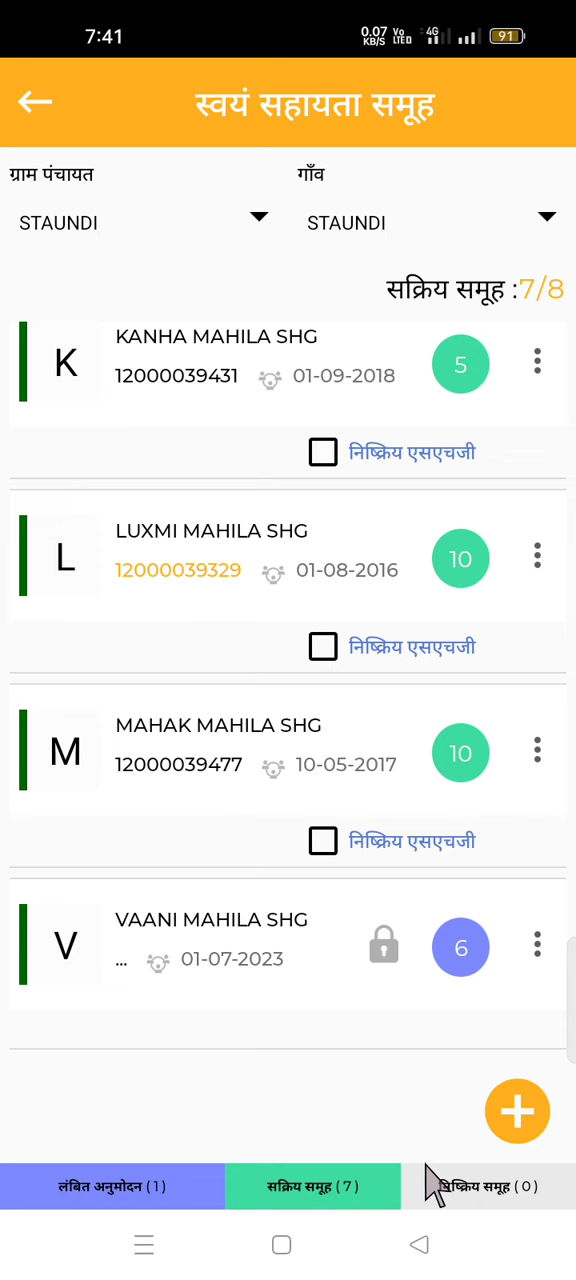 7:41
0.07 KB/S VoLTED 4G 91
स्वयं सहायता समूह
ग्राम पंचायत गाँव
STAUNDI STAUNDI
सक्रिय समूह :7/8
K KANHA MAHILA SHG
12000039431 01-09-2018 5
निष्क्रिय एसएचजी
L LUXMI MAHILA SHG
12000039329 01-08-2016 10
निष्क्रिय एसएचजी
M MAHAK MAHILA SHG
12000039477 10-05-2017 10
निष्क्रिय एसएचजी
V VAANI MAHILA SHG
... 01-07-2023 6
लंबित अनुमोदन (1) सक्रिय समूह (7) निष्क्रिय समूह (0)